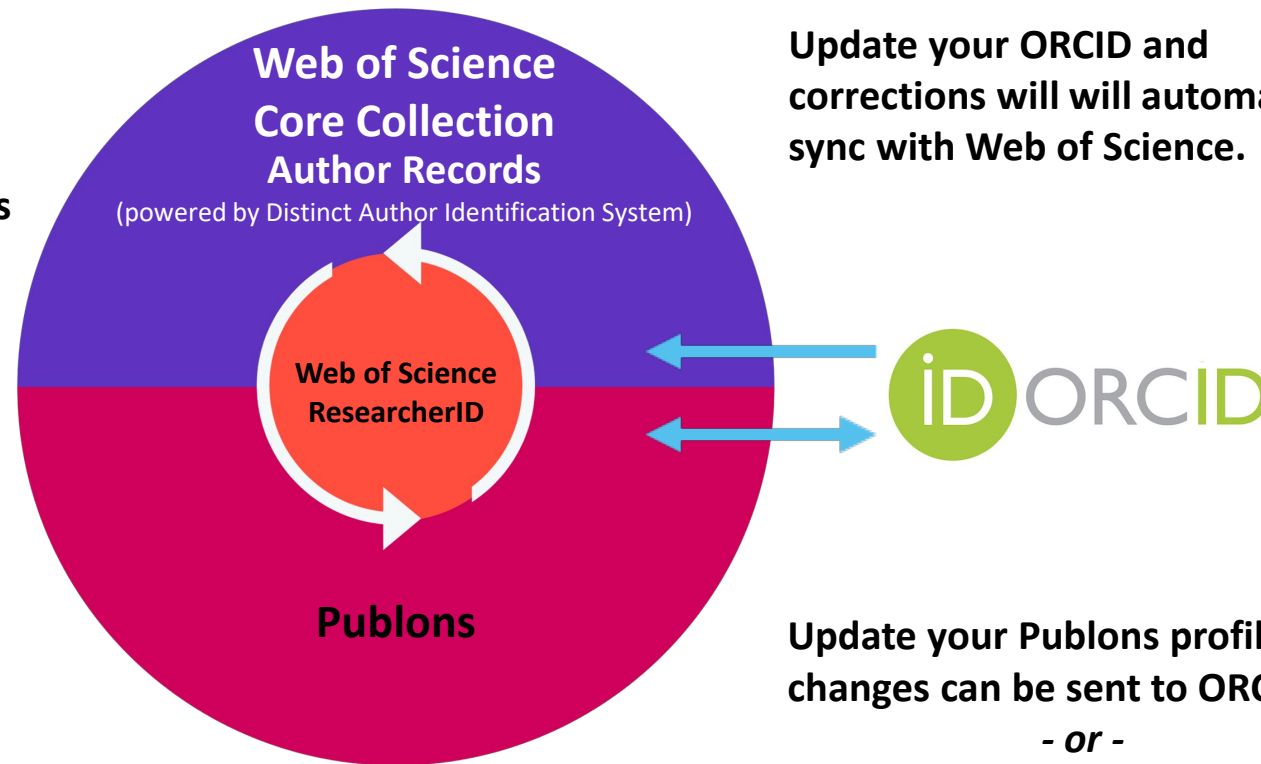 Web of Science
Core Collection
Author Records
(powered by Distinct Author Identification System)
s
Web of Science
ResearcherID
Publons
Update your ORCID and
corrections will will automa
sync with Web of Science.
iD ORCID
Update your Publons profil
changes can be sent to ORC
- or -